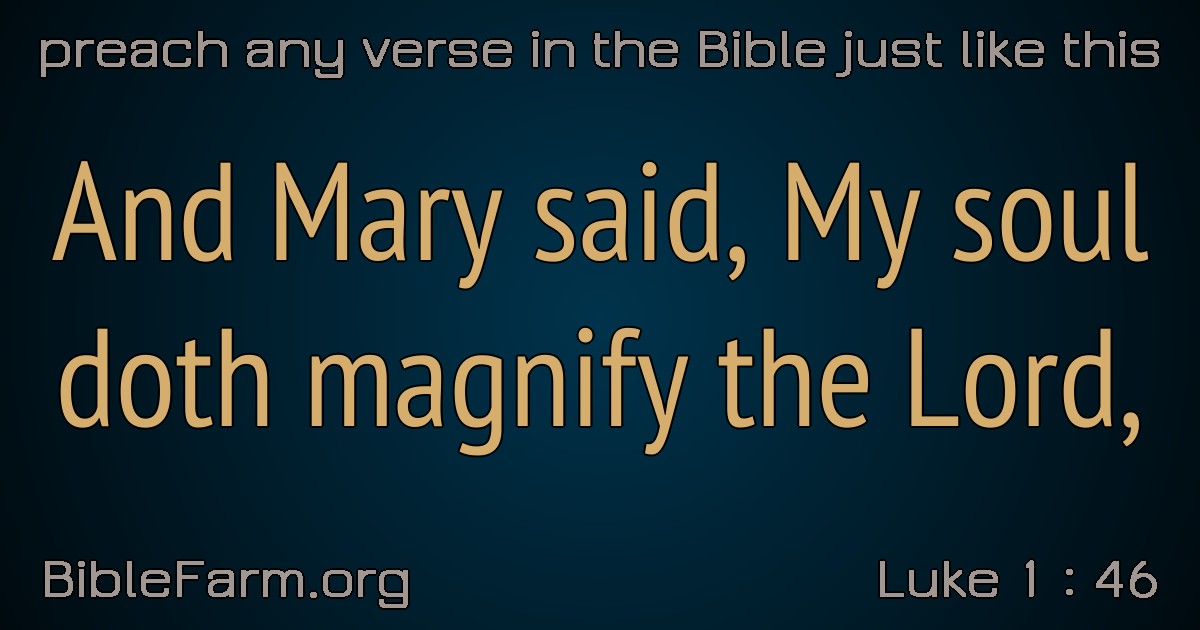 preach any verse in the Bible just like this
And Mary said, My soul
doth magnify the Lord,
BibleFarm.org
Luke 1 : 46